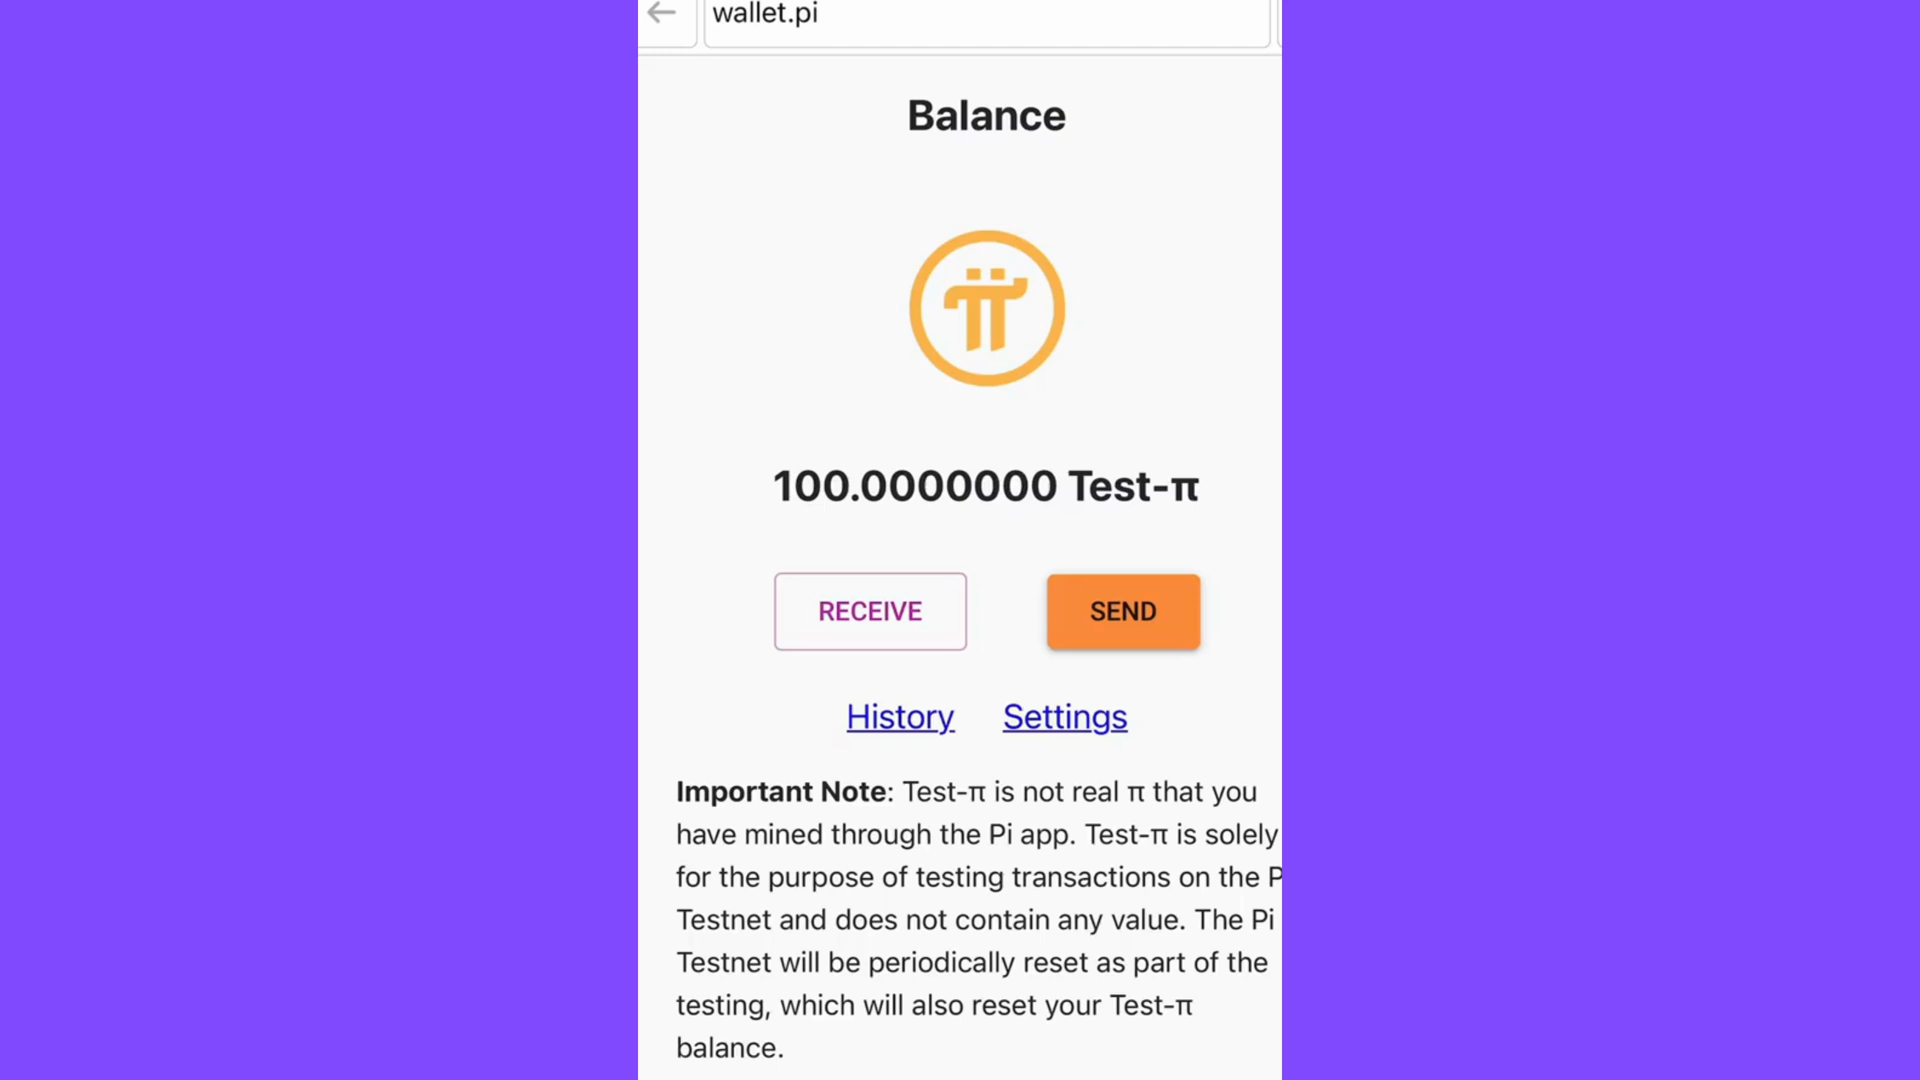 wallet.pi
Balance
100.0000000 Test-π
RECEIVE
SEND
History Settings
Important Note: Test-π is not real π that you
have mined through the Pi app. Test-π is solely
for the purpose of testing transactions on the P
Testnet and does not contain any value. The Pi
Testnet will be periodically reset as part of the
testing, which will also reset your Test-π
balance.